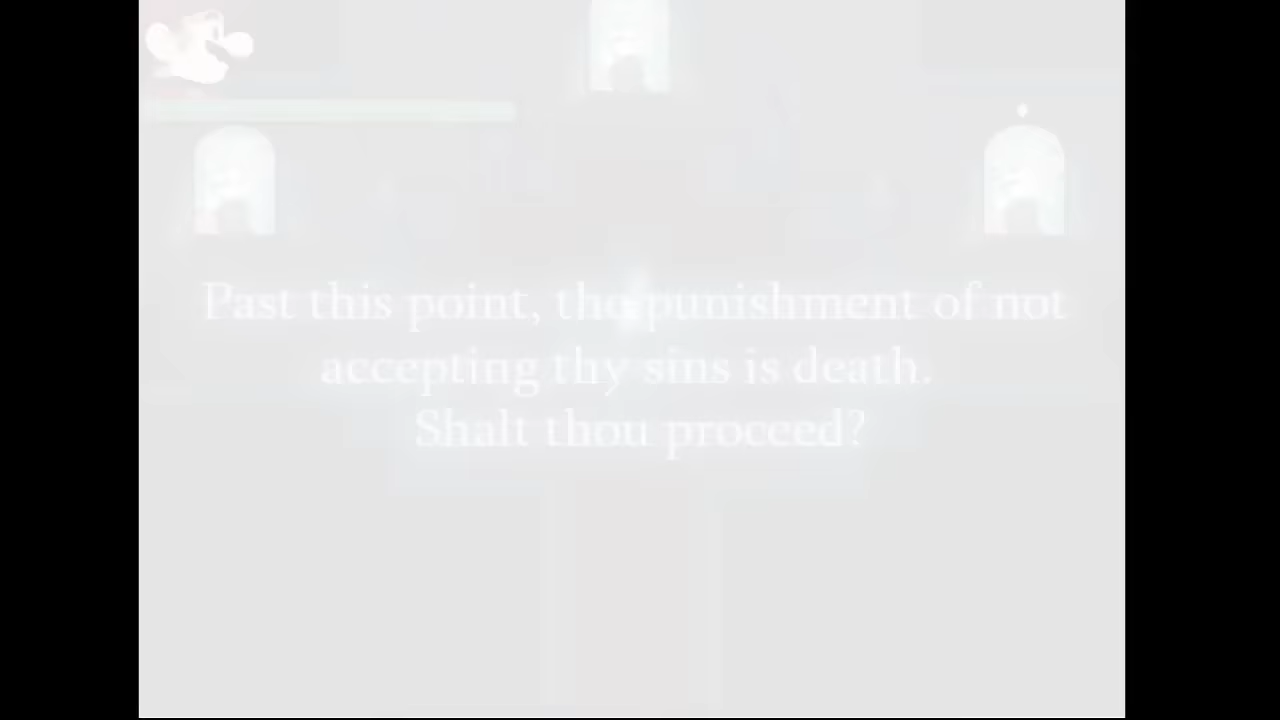 Past this point, the punishment of not
accepting thy sins is death.
Shalt thou proceed?